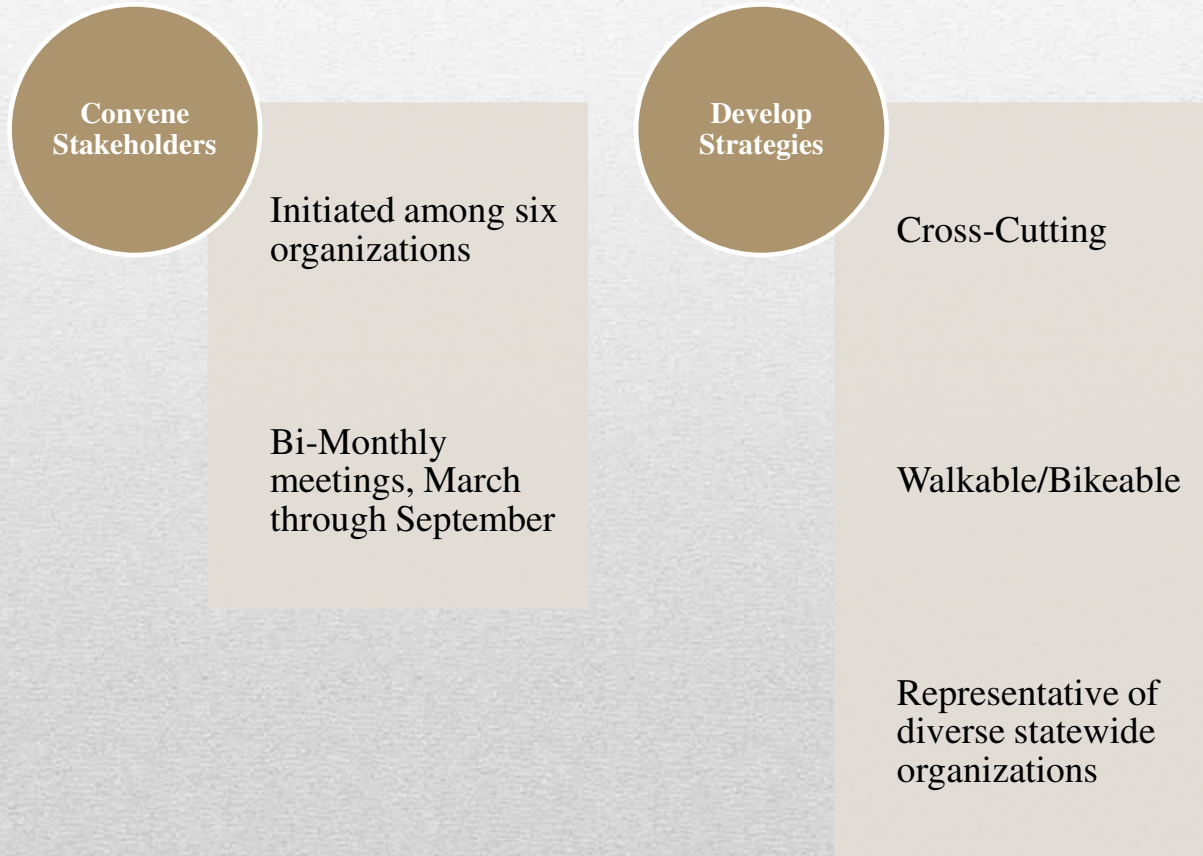 Convene
Stakeholders
Initiated among six
organizations
Bi-Monthly
meetings, March
through September
Develop
Strategies
Cross-Cutting
Walkable/Bikeable
Representative of
diverse statewide
organizations